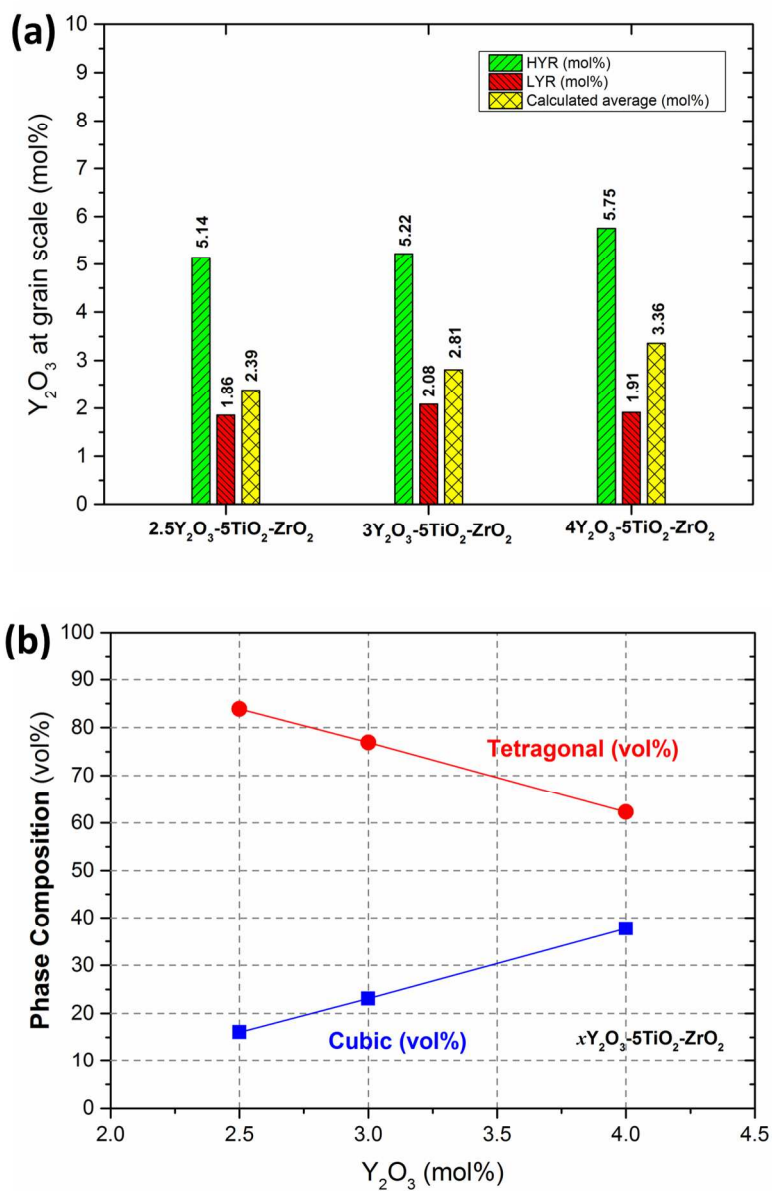 (a)
10
9
8
7
6
5
4
3
2
1
0
Y₂O₃ at grain scale (mol%)
HYR (mol%)
LYR (mol%)
Calculated average (mol%)
5.14
1.86
2.39
5.22
2.08
2.81
5.75
1.91
3.36
2.5Y₂O₃-5TiO₂-ZrO₂
3Y₂O₃-5TiO₂-ZrO₂
4Y₂O₃-5TiO₂-ZrO₂
(b)
100
90
80
70
60
50
40
30
20
10
0
Phase Composition (vol%)
Tetragonal (vol%)
Cubic (vol%)
xY₂O₃-5TiO₂-ZrO₂
2.0
2.5
3.0
3.5
4.0
4.5
Y₂O₃ (mol%)